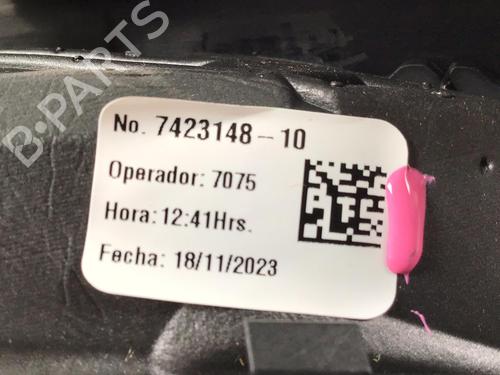 B-PARTS
No. 7423148-10
Operador: 7075
Hora: 12:41Hrs.
Fecha: 18/11/2023